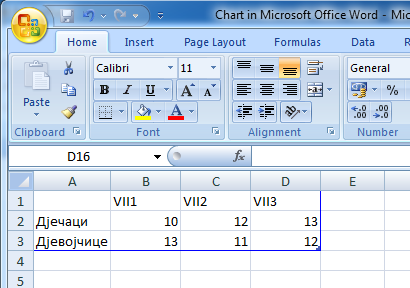 Chart in Microsoft Office Word - Mic
Home Insert Page Layout Formulas
Calibri 11 General
Paste B I U A A % 
Clipboard Font Alignment Number
D16 fx
A B C D E
1 VII1 VII2 VII3
2 Дјечаци 10 12 13
3 Дјевојчице 13 11 12
4
5